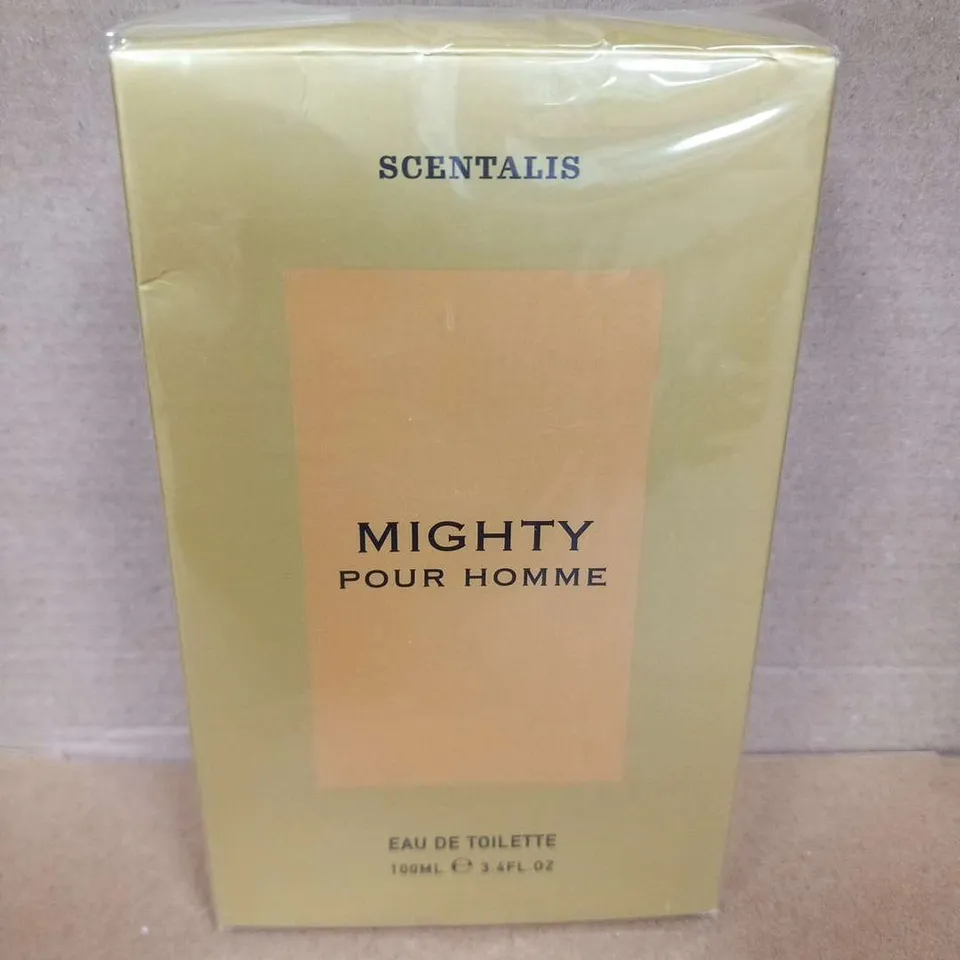 SCENTALIS
MIGHTY
POUR HOMME
EAU DE TOILETTE
100ML ℮ 3.4FL.OZ